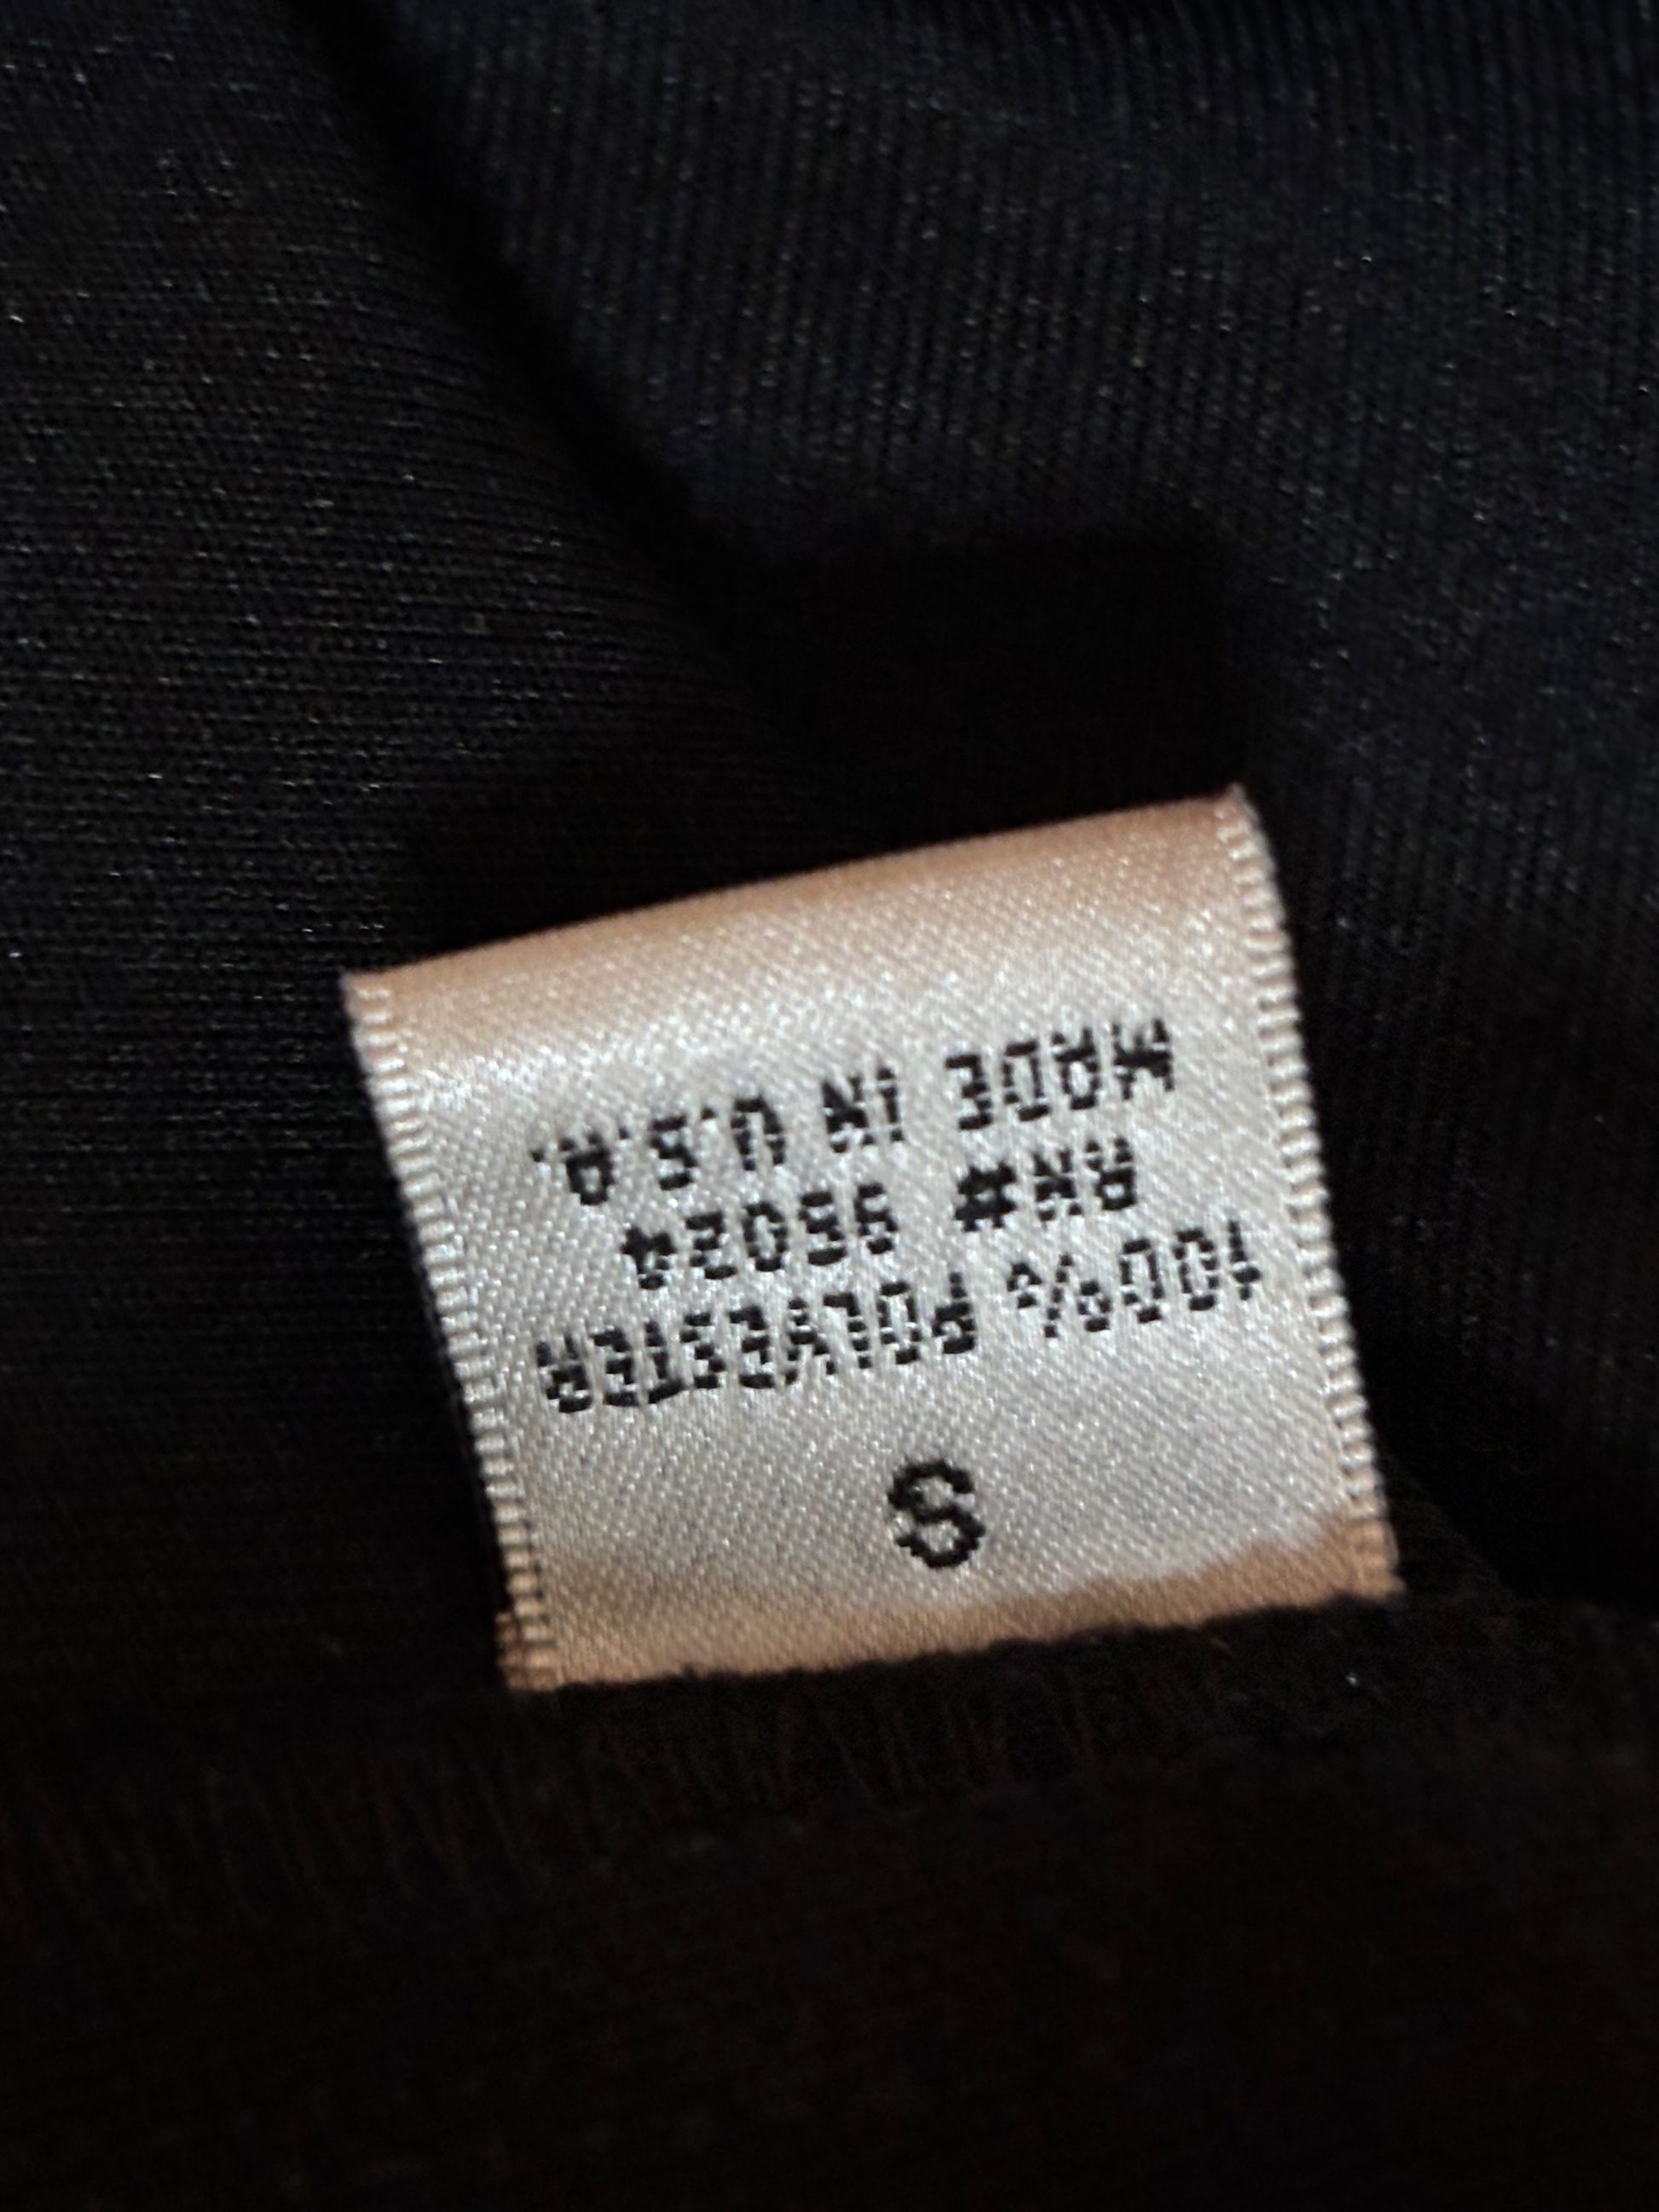 S
100% POLYESTER
RN# 95024
MADE IN U.S.A.